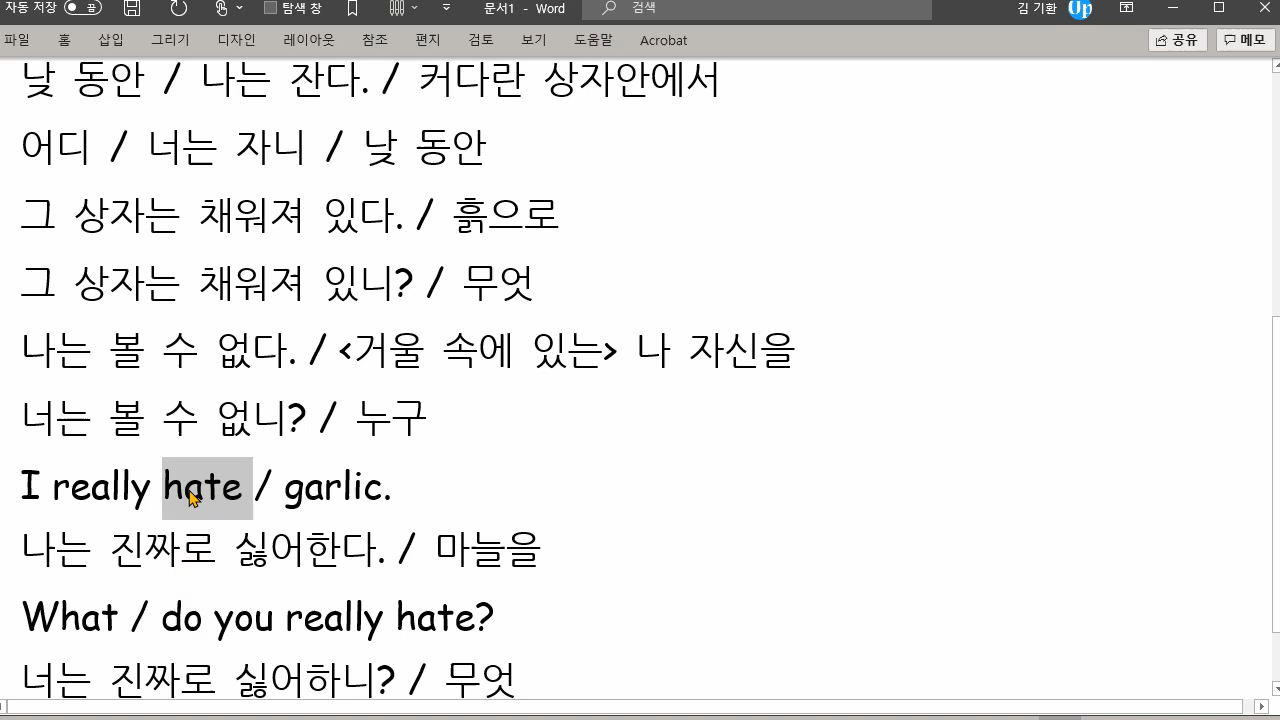 자동 저장 끔 탐색 창 문서1 - Word 검색 김 기환 Up
파일 홈 삽입 그리기 디자인 레이아웃 참조 편지 검토 보기 도움말 Acrobat 공유 메모
낮 동안 / 나는 잔다. / 커다란 상자안에서
어디 / 너는 자니 / 낮 동안
그 상자는 채워져 있다. / 흙으로
그 상자는 채워져 있니? / 무엇
나는 볼 수 없다. / <거울 속에 있는> 나 자신을
너는 볼 수 없니? / 누구
I really hate / garlic.
나는 진짜로 싫어한다. / 마늘을
What / do you really hate?
너는 진짜로 싫어하니? / 무엇